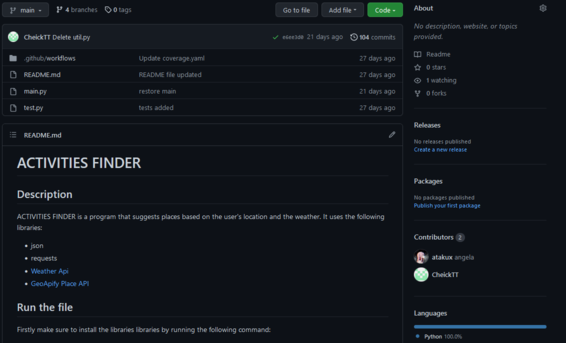 main
4 branches
0 tags
Go to file
Add file
Code
About
CheickTT Delete util.py
21 days ago
104 commits
No description, website, or topics
provided.
.github/workflows
Update coverage.yaml
27 days ago
Readme
README.md
README file updated
27 days ago
0 stars
main.py
restore main
21 days ago
1 watching
test.py
tests added
27 days ago
0 forks
README.md
Releases
No releases published
Create a new release
ACTIVITIES FINDER
Description
ACTIVITIES FINDER is a program that suggests places based on the user's location and the weather. It uses the following
libraries:
json
requests
Weather Api
GeoApify Place API
Run the file
Firstly make sure to install the libraries libraries by running the following command:
Packages
No packages published
Publish your first package
Contributors 2
atakux angela
CheickTT
Languages
Python 100.0%